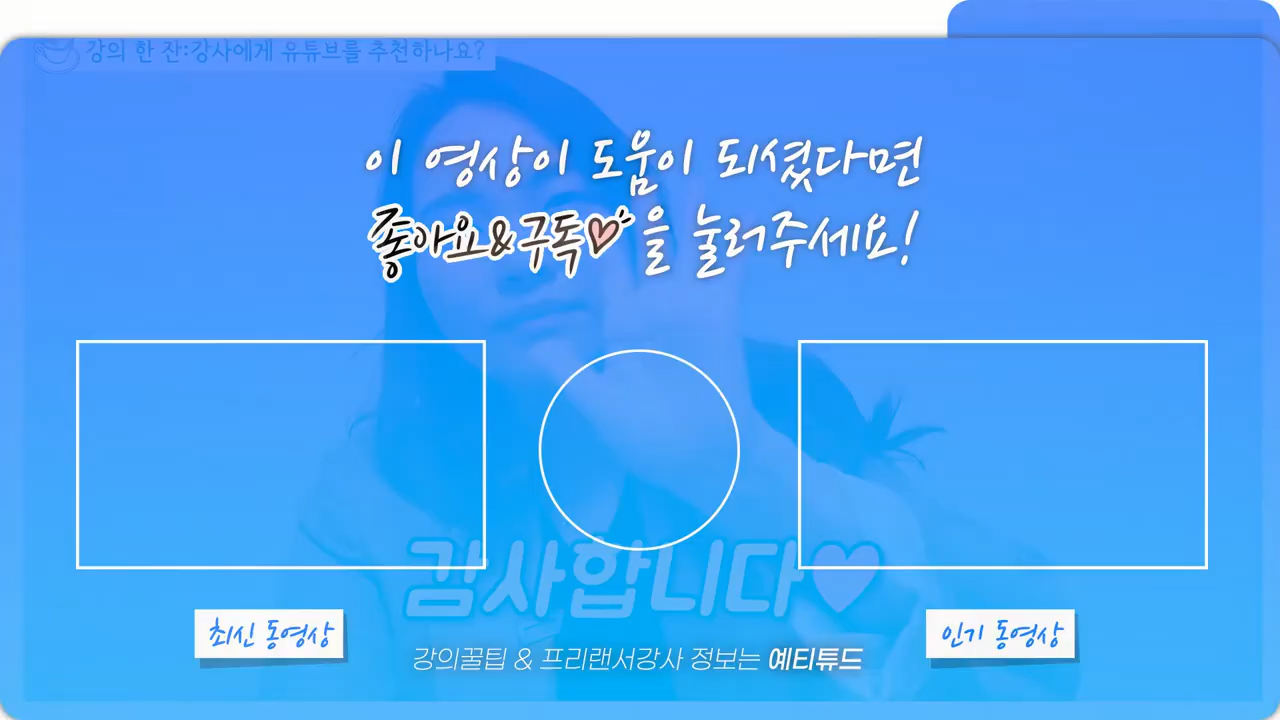 강의 한 잔:강사에게 유튜브를 추천하나요?
이 영상이 도움이 되셨다면
좋아요&구독♡을 눌러주세요!
감사합니다♥
최신 동영상
인기 동영상
강의꿀팁 & 프리랜서강사 정보는 예티튜드